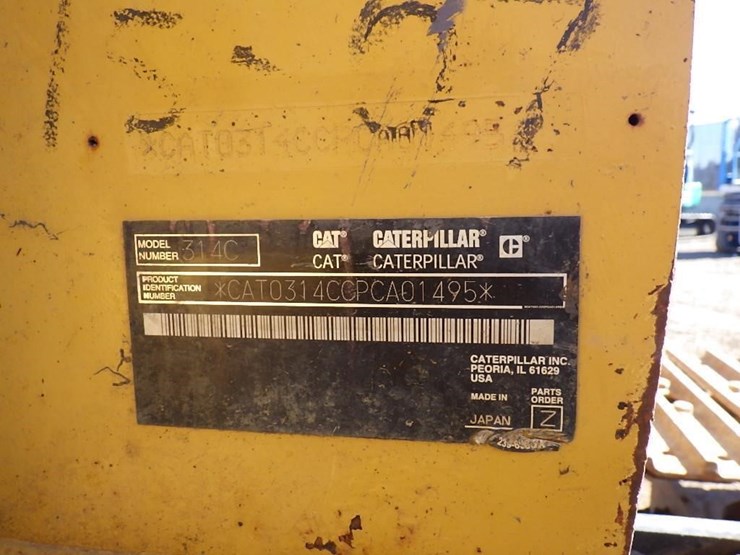 *CAT0314CCPCA01495*
MODEL NUMBER 314C
CAT® CATERPILLAR® C®
CAT® CATERPILLAR®
PRODUCT IDENTIFICATION NUMBER *CAT0314CCPCA01495*
CATERPILLAR INC.
PEORIA, IL 61629
USA
MADE IN JAPAN
PARTS ORDER Z